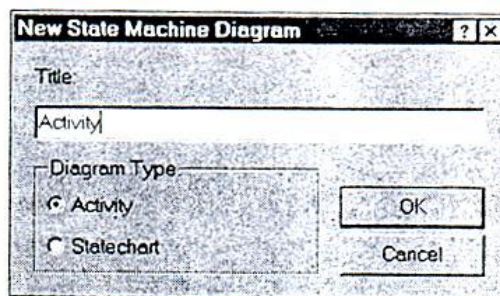 New State Machine Diagram ? ×
Title:
Activity
Diagram Type
Activity
Statechart
OK
Cancel